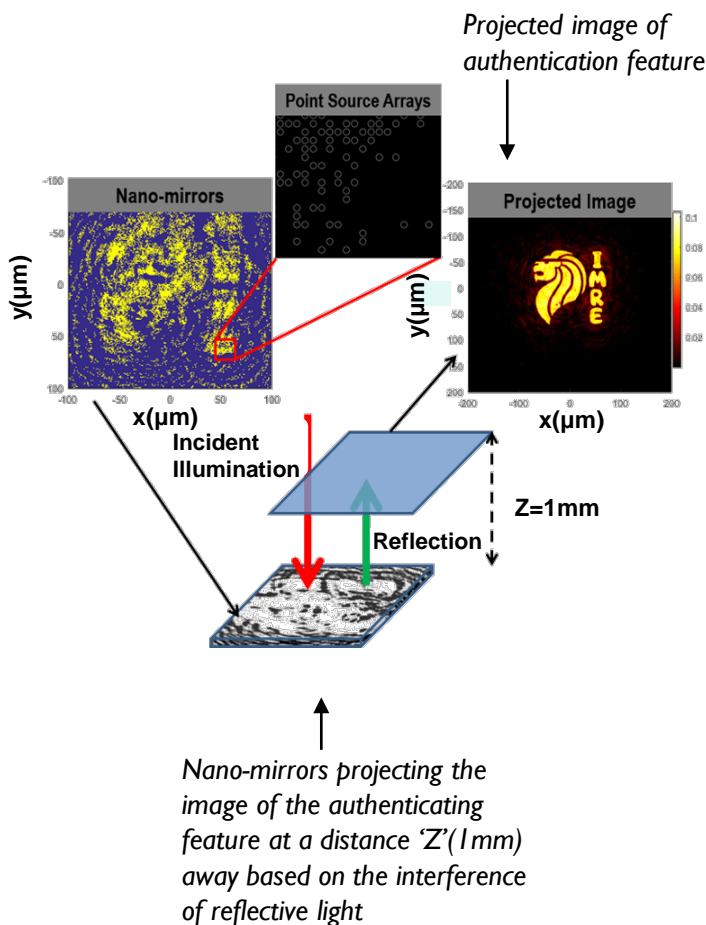 Projected image of
authentication feature
Point Source Arrays
Nano-mirrors
-100
-50
0
50
100
y(µm)
-100
-50
0
50
100
x(µm)
Projected Image
-200
-150
-100
-50
0
50
100
150
200
y(µm)
-200
-100
0
100
200
x(µm)
0.1
0.08
0.06
0.04
0.02
IMRE
Incident
Illumination
Reflection
Z=1mm
Nano-mirrors projecting the
image of the authenticating
feature at a distance ‘Z’(1mm)
away based on the interference
of reflective light